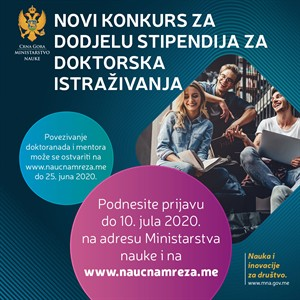 NOVI KONKURS ZA
DODJELU STIPENDIJA ZA
DOKTORSKA
ISTRAŽIVANJA
CRNA GORA
MINISTARSTVO
NAUKE
Povezivanje
doktoranada i mentora
može se ostvariti na
www.naucnamreza.me
do 25. juna 2020.
Podnesite prijavu
do 10. jula 2020.
na adresu Ministarstva
nauke i na
www.naucnamreza.me
Nauka i
inovacije
za društvo.
www.mna.gov.me